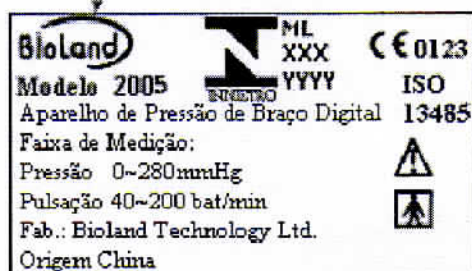 BioLand
ML
XXX
YYYY
INMETRO
CE 0123
Modelo 2005
ISO
13485
Aparelho de Pressão de Braço Digital
Faixa de Medição:
Pressão 0~280mmHg
Pulsação 40~200 bat/min
Fab.: Bioland Technology Ltd.
Origem China